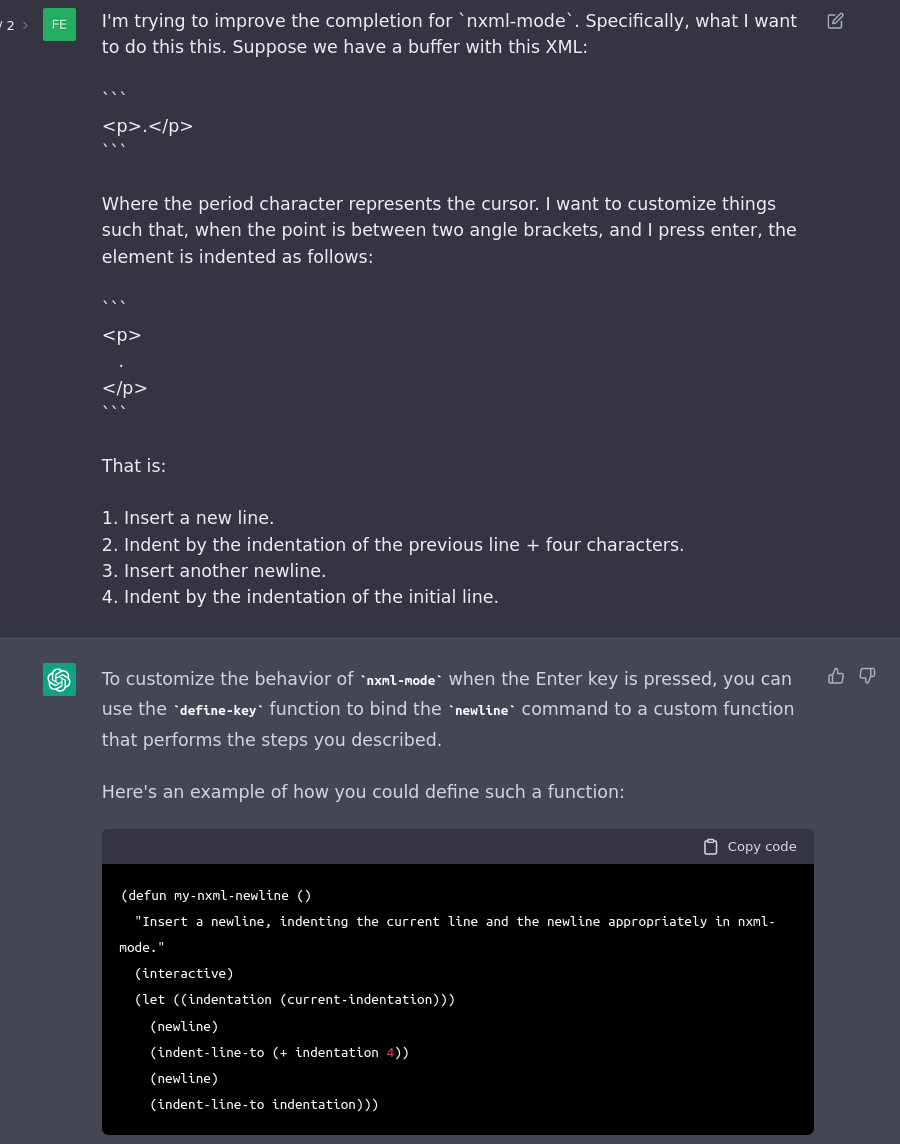 / 2 >
FE
I'm trying to improve the completion for `nxml-mode`. Specifically, what I want
to do this this. Suppose we have a buffer with this XML:
```
<p>.</p>
```
Where the period character represents the cursor. I want to customize things
such that, when the point is between two angle brackets, and I press enter, the
element is indented as follows:
```
<p>
    .
</p>
```
That is:
1. Insert a new line.
2. Indent by the indentation of the previous line + four characters.
3. Insert another newline.
4. Indent by the indentation of the initial line.
To customize the behavior of `nxml-mode` when the Enter key is pressed, you can
use the `define-key` function to bind the `newline` command to a custom function
that performs the steps you described.
Here's an example of how you could define such a function:
Copy code
(defun my-nxml-newline ()
  "Insert a newline, indenting the current line and the newline appropriately in nxml-
mode."
  (interactive)
  (let ((indentation (current-indentation)))
    (newline)
    (indent-line-to (+ indentation 4))
    (newline)
    (indent-line-to indentation)))